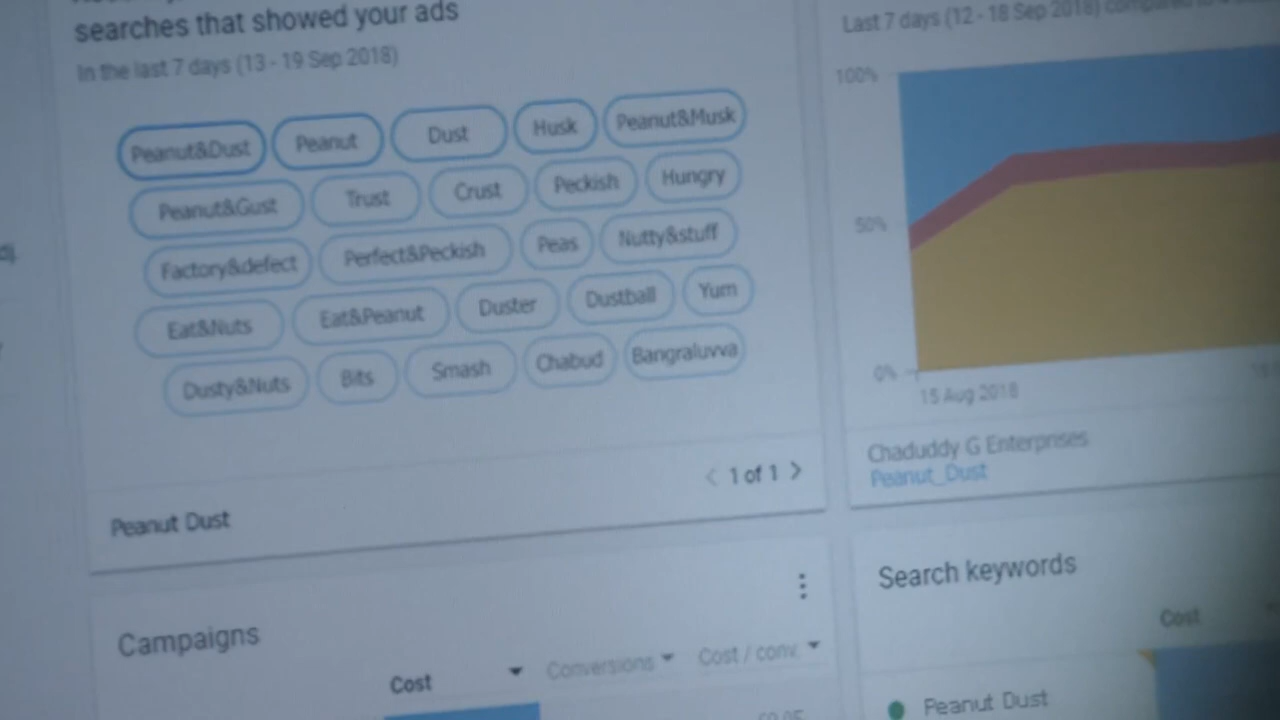 searches that showed your ads
In the last 7 days (13 - 19 Sep 2018)
Peanut&Dust Peanut Dust Husk Peanut&Musk
Peanut&Gust Trust Crust Peckish Hungry
Factory&defect Perfect&Peckish Peas Nutty&stuff
Eat&Nuts Eat&Peanut Duster Dustball Yum
Dusty&Nuts Bits Smash Chabud Bangraluvva
1 of 1
Peanut Dust
Campaigns
Cost Conversions Cost / conv.
Last 7 days (12 - 18 Sep 2018) compared to
100%
50%
0%
15 Aug 2018
Chaduddy G Enterprises
Peanut_Dust
Search keywords
Cost
Peanut Dust